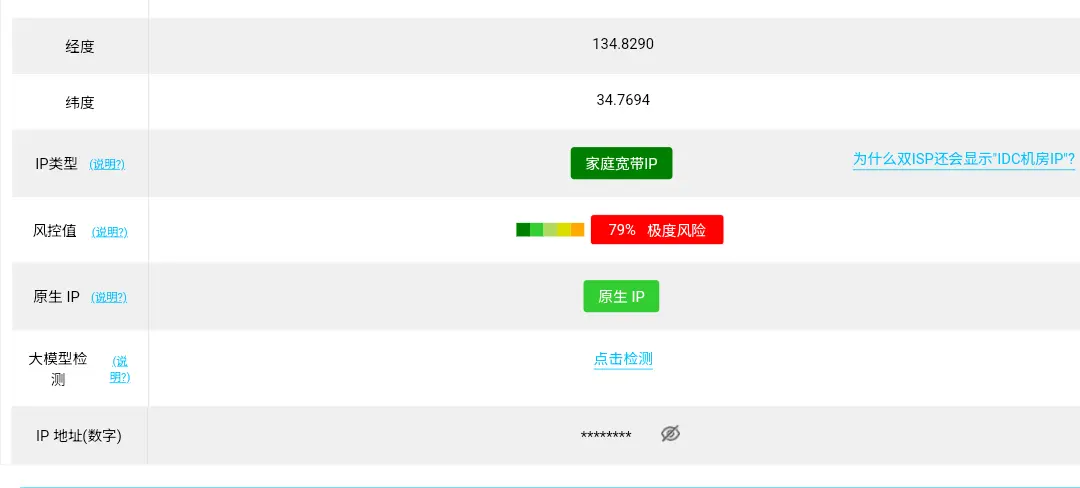 经度
134.8290
纬度
34.7694
IP类型 (说明?)
家庭宽带IP
为什么双ISP还会显示"IDC机房IP"?
风控值 (说明?)
79% 极度风险
原生 IP (说明?)
原生 IP
大模型检
测
(说
明?)
点击检测
IP 地址(数字)
********